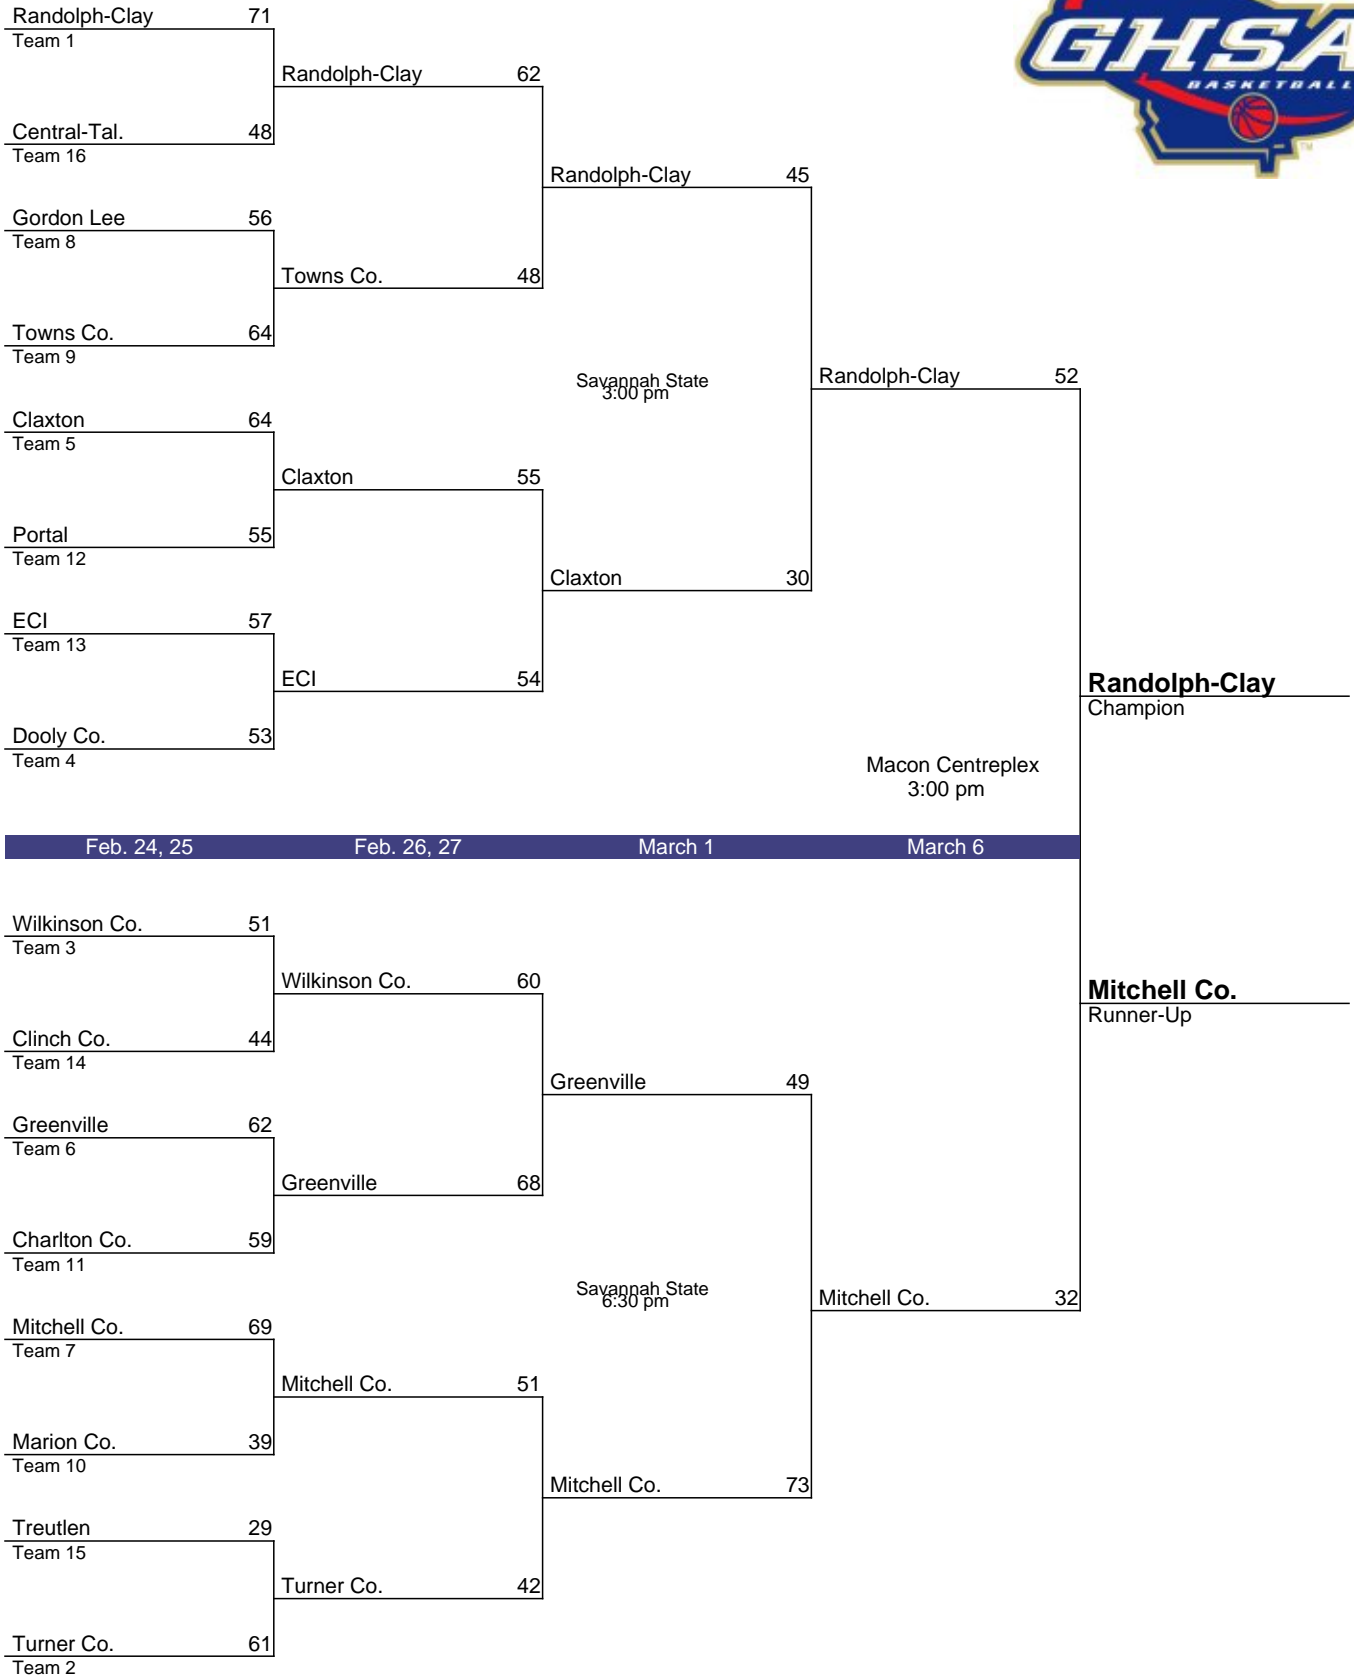 GHSA
BASKETBALL
TM
Randolph-Clay 71
Team 1
Randolph-Clay 62
Central-Tal. 48
Team 16
Randolph-Clay 45
Gordon Lee 56
Team 8
Towns Co. 48
Towns Co. 64
Team 9
Savannah State
3:00 pm
Randolph-Clay 52
Claxton 64
Team 5
Claxton 55
Portal 55
Team 12
Claxton 30
ECI 57
Team 13
ECI 54
Randolph-Clay
Champion
Dooly Co. 53
Team 4
Macon Centreplex
3:00 pm
Feb. 24, 25 Feb. 26, 27 March 1 March 6
Wilkinson Co. 51
Team 3
Wilkinson Co. 60
Mitchell Co.
Runner-Up
Clinch Co. 44
Team 14
Greenville 49
Greenville 62
Team 6
Greenville 68
Charlton Co. 59
Team 11
Savannah State
6:30 pm
Mitchell Co. 32
Mitchell Co. 69
Team 7
Mitchell Co. 51
Marion Co. 39
Team 10
Mitchell Co. 73
Treutlen 29
Team 15
Turner Co. 42
Turner Co. 61
Team 2